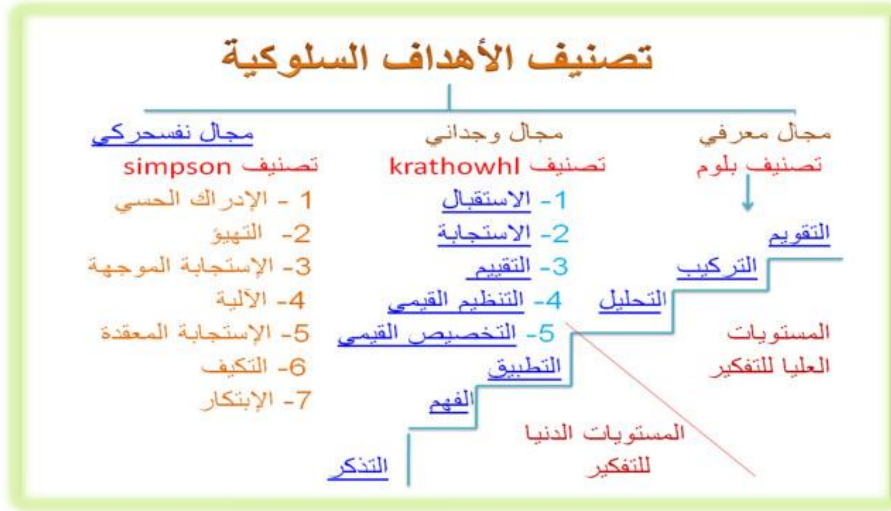 تصنيف الأهداف السلوكية
مجال معرفي
تصنيف بلوم
التقويم
التركيب
التحليل
التطبيق
الفهم
التذكر
المستويات
العليا للتفكير
المستويات الدنيا
للتفكير
مجال وجداني
تصنيف krathowhl
1- الاستقبال
2- الاستجابة
3- التقييم
4- التنظيم القيمي
5- التخصيص القيمي
مجال نفسحركي
تصنيف simpson
1 - الإدراك الحسي
2- التهيؤ
3- الإستجابة الموجهة
4- الآلية
5- الإستجابة المعقدة
6- التكيف
7- الإبتكار